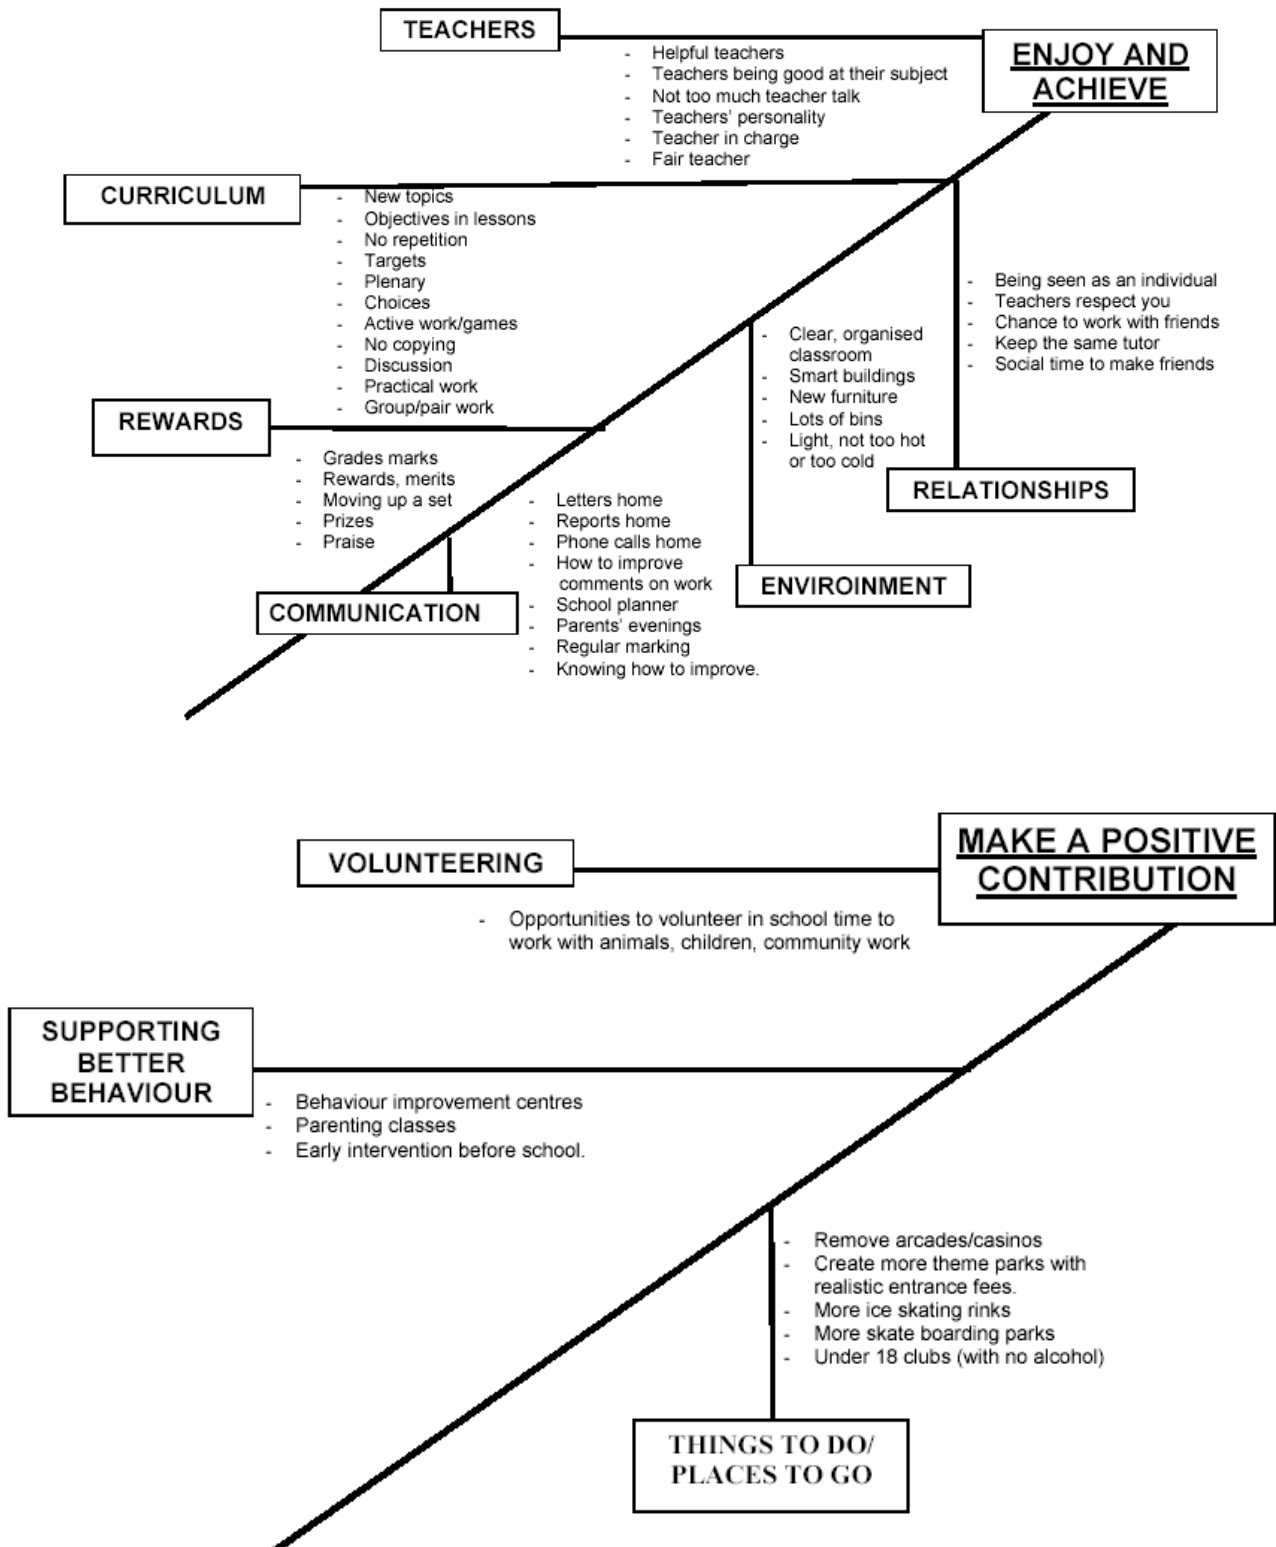 TEACHERS
- Helpful teachers
- Teachers being good at their subject
- Not too much teacher talk
- Teachers' personality
- Teacher in charge
- Fair teacher
ENJOY AND
ACHIEVE
CURRICULUM
- New topics
- Objectives in lessons
- No repetition
- Targets
- Plenary
- Choices
- Active work/games
- No copying
- Discussion
- Practical work
- Group/pair work
- Being seen as an individual
- Teachers respect you
- Chance to work with friends
- Keep the same tutor
- Social time to make friends
RELATIONSHIPS
- Clear, organised
classroom
- Smart buildings
- New furniture
- Lots of bins
- Light, not too hot
or too cold
ENVIROINMENT
REWARDS
- Grades marks
- Rewards, merits
- Moving up a set
- Prizes
- Praise
- Letters home
- Reports home
- Phone calls home
- How to improve
comments on work
- School planner
- Parents' evenings
- Regular marking
- Knowing how to improve.
COMMUNICATION
VOLUNTEERING
MAKE A POSITIVE
CONTRIBUTION
- Opportunities to volunteer in school time to
work with animals, children, community work
SUPPORTING
BETTER
BEHAVIOUR
- Behaviour improvement centres
- Parenting classes
- Early intervention before school.
- Remove arcades/casinos
- Create more theme parks with
realistic entrance fees.
- More ice skating rinks
- More skate boarding parks
- Under 18 clubs (with no alcohol)
THINGS TO DO/
PLACES TO GO